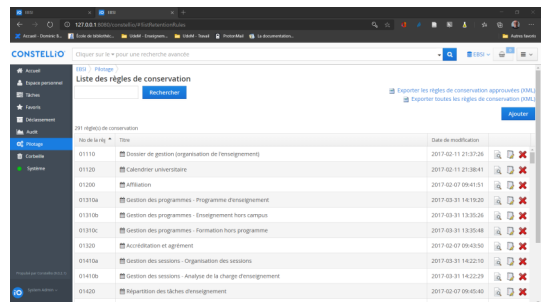 127.0.0.1:8080/constellio/#!listRetentionRules
CONSTELLiO
Cliquer sur le ▾ pour une recherche avancée
EBSI
Accueil
Espace personnel
Tâches
Favoris
Déclassement
Audit
Pilotage
Corbeille
Système
EBSI Pilotage
Liste des règles de conservation
Rechercher
Exporter les règles de conservation approuvées (XML)
Exporter toutes les règles de conservation (XML)
Ajouter
291 règle(s) de conservation
No de la règ Titre Date de modification
01110 Dossier de gestion (organisation de l'enseignement) 2017-02-11 21:37:26
01120 Calendrier universitaire 2017-02-11 21:38:41
01200 Affiliation 2017-02-07 09:41:51
01310a Gestion des programmes - Programme d'enseignement 2017-03-31 14:19:20
01310b Gestion des programmes - Enseignement hors campus 2017-03-31 13:35:26
01310c Gestion des programmes - Formation hors programme 2017-03-31 13:35:48
01320 Accréditation et agrément 2017-02-07 09:43:50
01410a Gestion des sessions - Organisation des sessions 2017-03-31 14:22:10
01410b Gestion des sessions - Analyse de la charge d'enseignement 2017-03-31 14:22:29
01420 Répartition des tâches d'enseignement 2017-02-07 09:45:40